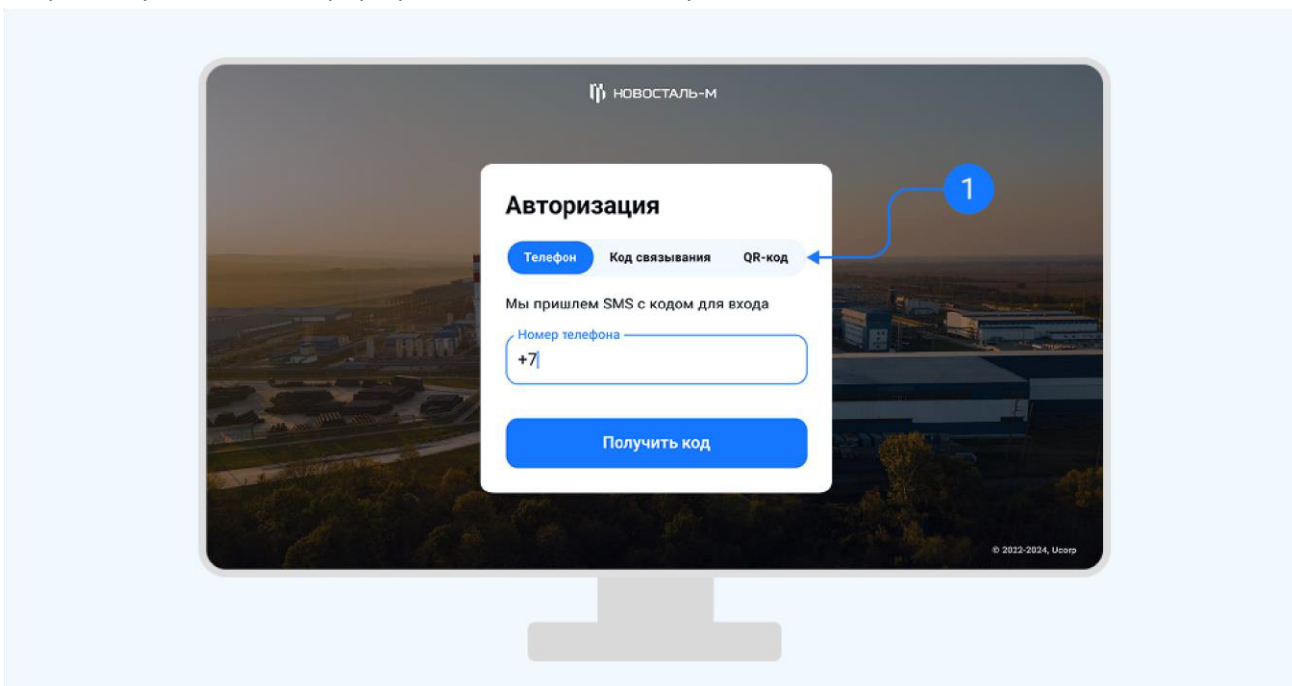 НОВОСТАЛЬ-М
Авторизация
1
Телефон Код связывания QR-код
Мы пришлем SMS с кодом для входа
Номер телефона
+7
Получить код
© 2022-2024, Ucorp